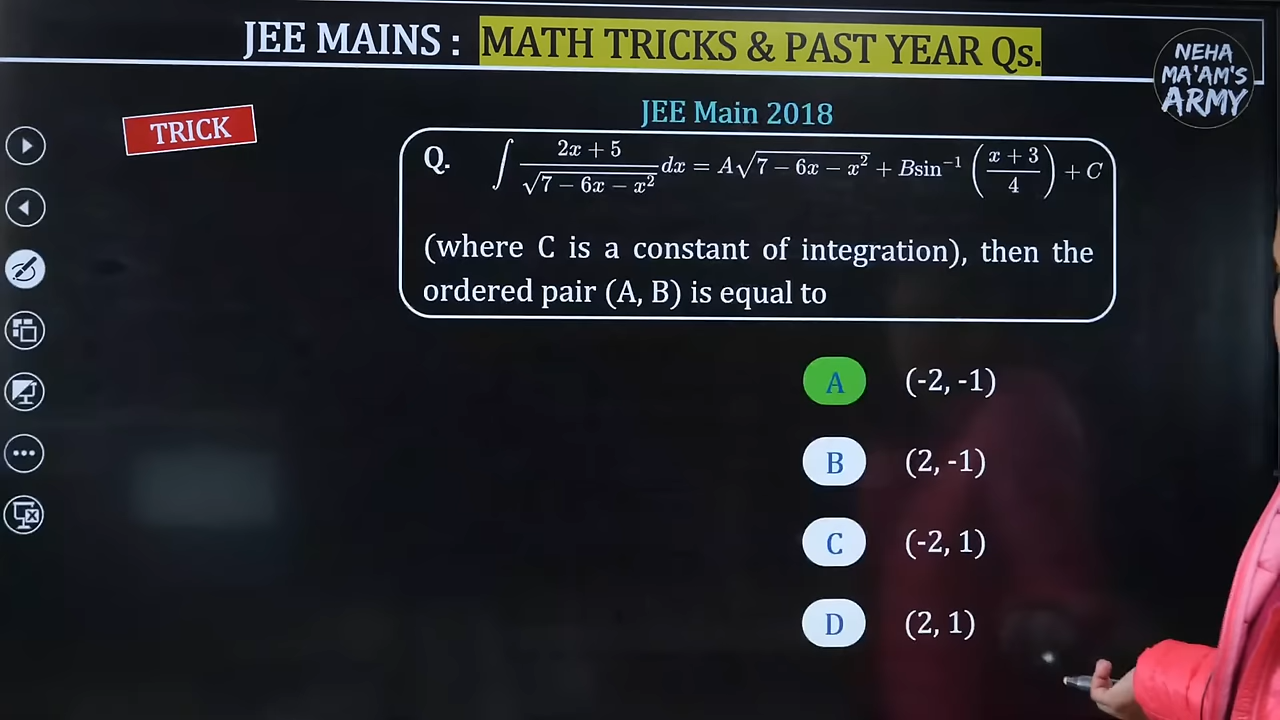 JEE MAINS : MATH TRICKS & PAST YEAR Qs.
NEHA
MA'AM'S
ARMY
TRICK
JEE Main 2018
Q. ∫ (2x + 5)/√(7 − 6x − x²) dx = A√(7 − 6x − x²) + Bsin⁻¹ ((x + 3)/4) + C
(where C is a constant of integration), then the
ordered pair (A, B) is equal to
A (-2, -1)
B (2, -1)
C (-2, 1)
D (2, 1)